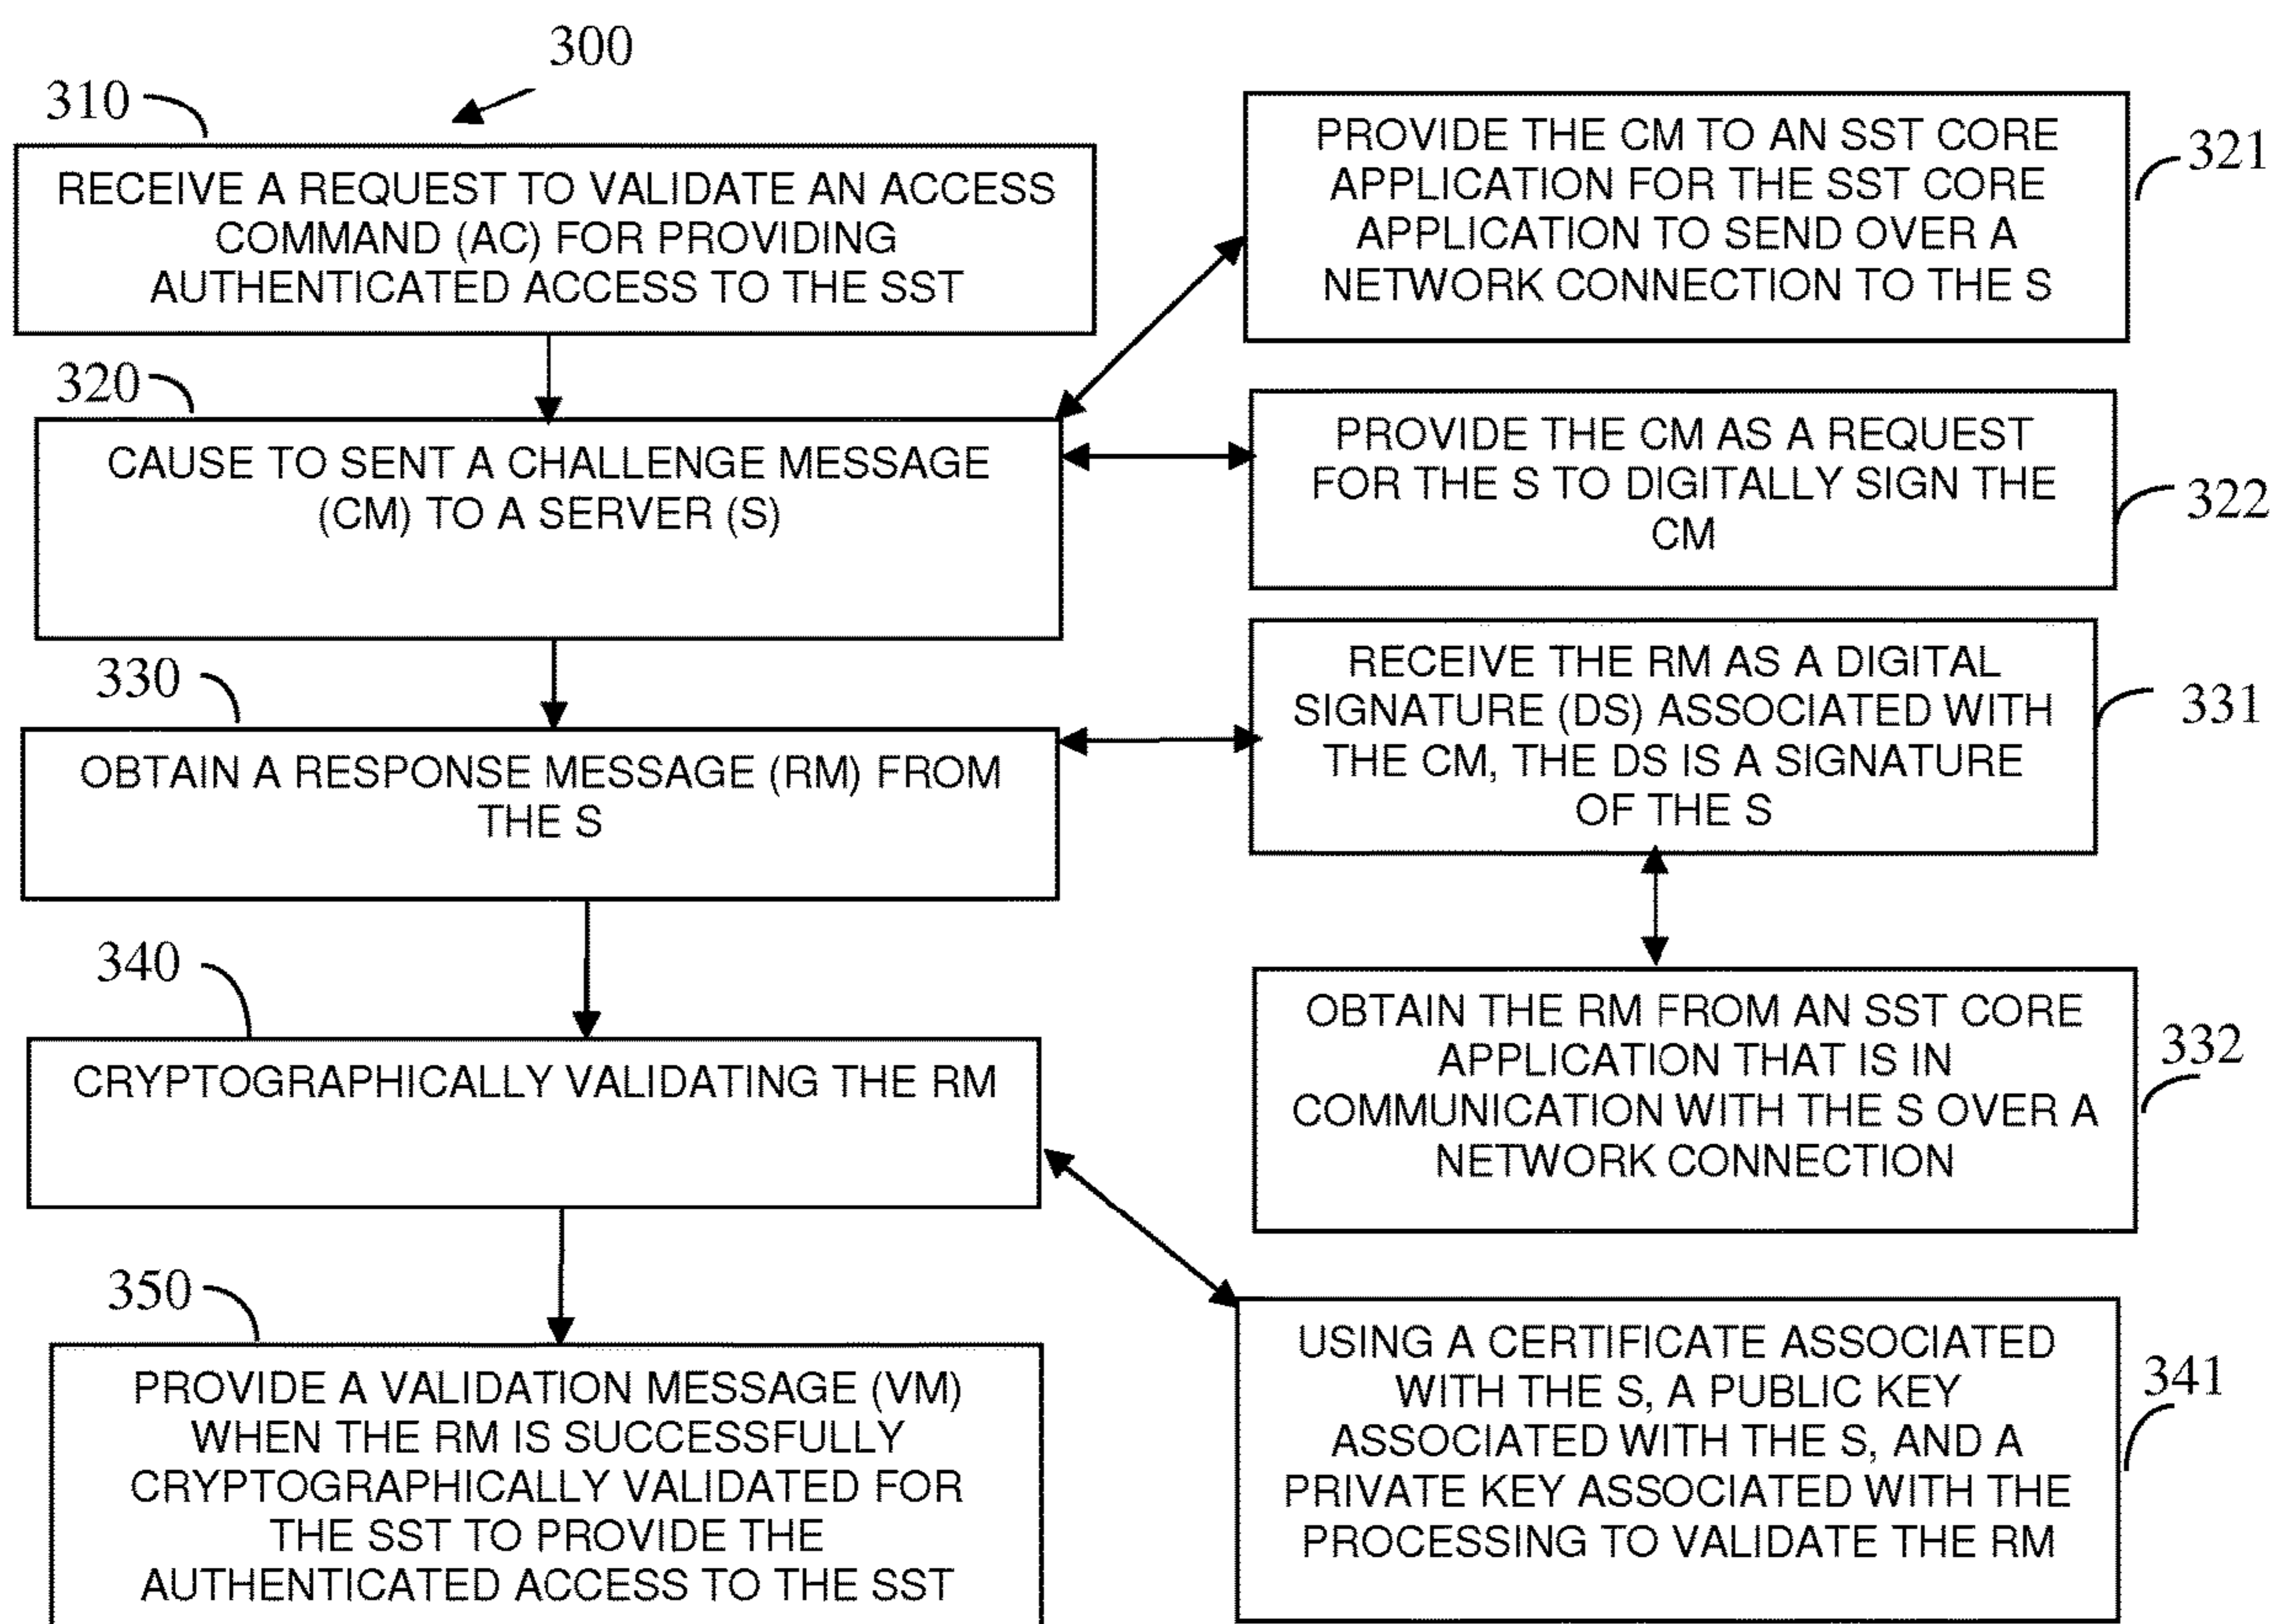 300
310
RECEIVE A REQUEST TO VALIDATE AN ACCESS
COMMAND (AC) FOR PROVIDING
AUTHENTICATED ACCESS TO THE SST
320
CAUSE TO SENT A CHALLENGE MESSAGE
(CM) TO A SERVER (S)
330
OBTAIN A RESPONSE MESSAGE (RM) FROM
THE S
340
CRYPTOGRAPHICALLY VALIDATING THE RM
350
PROVIDE A VALIDATION MESSAGE (VM)
WHEN THE RM IS SUCCESSFULLY
CRYPTOGRAPHICALLY VALIDATED FOR
THE SST TO PROVIDE THE
AUTHENTICATED ACCESS TO THE SST
PROVIDE THE CM TO AN SST CORE
APPLICATION FOR THE SST CORE
APPLICATION TO SEND OVER A
NETWORK CONNECTION TO THE S
321
PROVIDE THE CM AS A REQUEST
FOR THE S TO DIGITALLY SIGN THE
CM
322
RECEIVE THE RM AS A DIGITAL
SIGNATURE (DS) ASSOCIATED WITH
THE CM, THE DS IS A SIGNATURE
OF THE S
331
OBTAIN THE RM FROM AN SST CORE
APPLICATION THAT IS IN
COMMUNICATION WITH THE S OVER A
NETWORK CONNECTION
332
USING A CERTIFICATE ASSOCIATED
WITH THE S, A PUBLIC KEY
ASSOCIATED WITH THE S, AND A
PRIVATE KEY ASSOCIATED WITH THE
PROCESSING TO VALIDATE THE RM
341